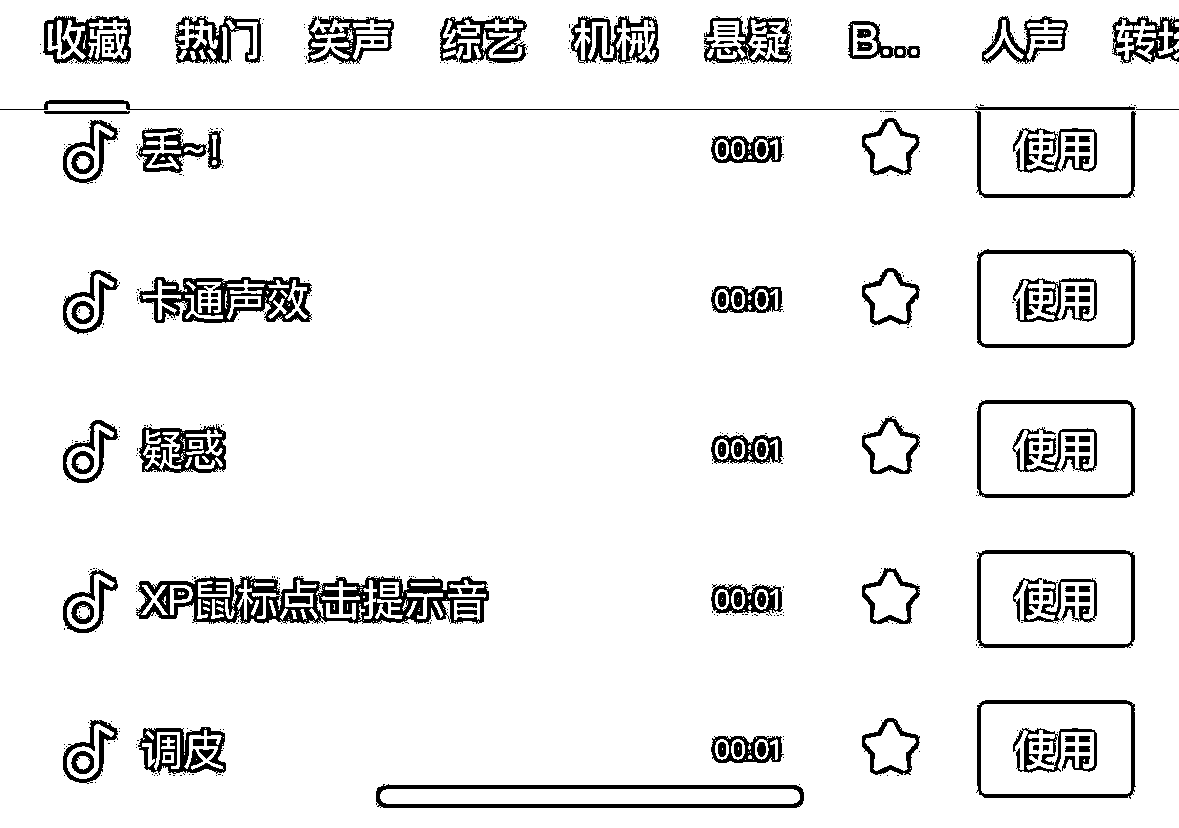 收藏 热门 笑声 综艺 机械 悬疑 B... 人声 转场
丢~! 00:01 使用
卡通声效 00:01 使用
疑惑 00:01 使用
XP鼠标点击提示音 00:01 使用
调皮 00:01 使用